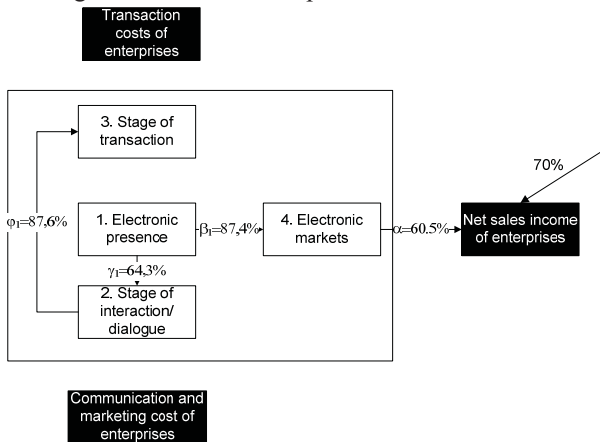 Transaction
costs of
enterprises
3. Stage of
transaction
70%
φ1=87,6%
1. Electronic
presence
β1=87,4%
4. Electronic
markets
α=60.5%
Net sales income
of enterprises
γ1=64,3%
2. Stage of
interaction/
dialogue
Communication and
marketing cost of
enterprises